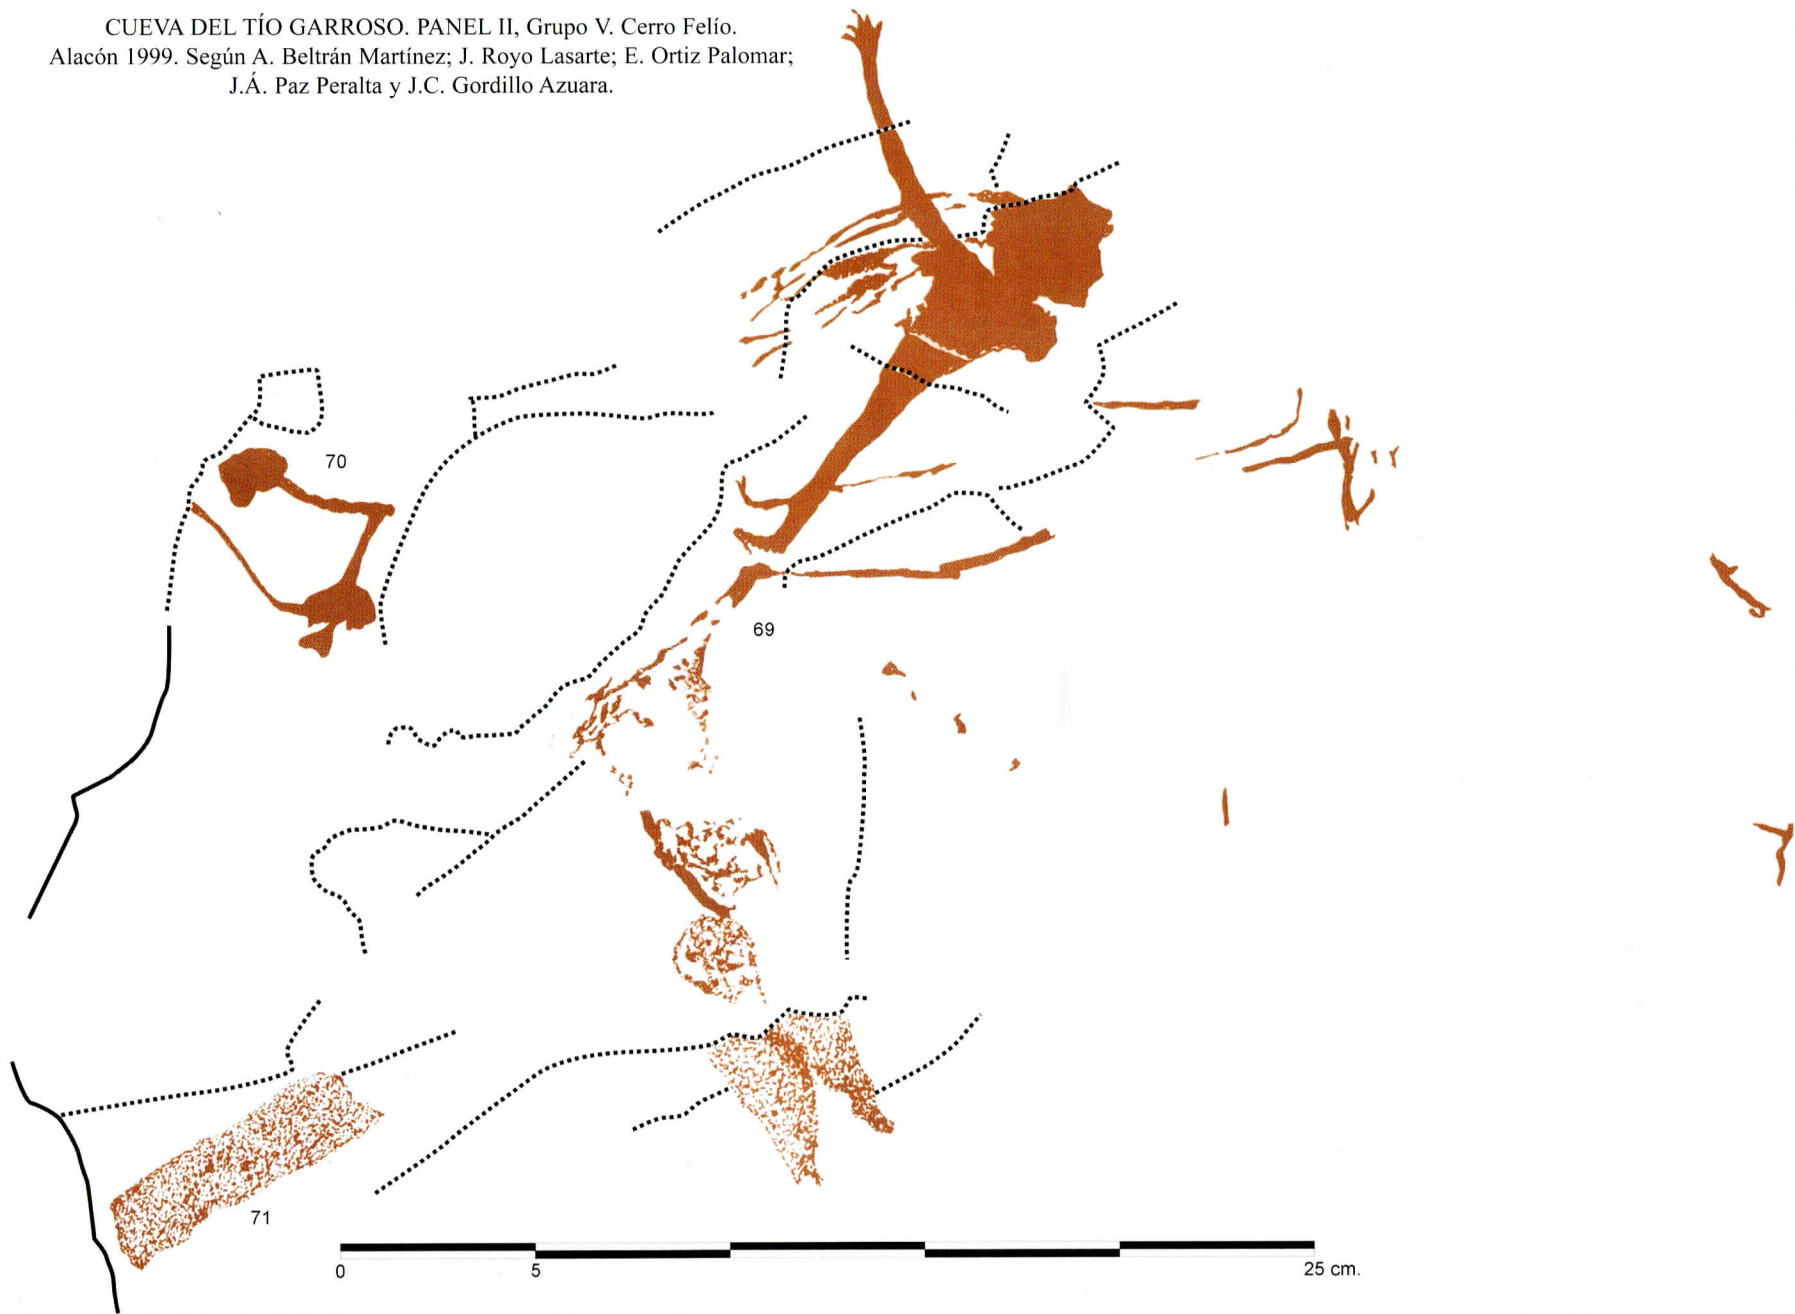 CUEVA DEL TÍO GARROSO. PANEL II, Grupo V. Cerro Felío.
Alacón 1999. Según A. Beltrán Martínez; J. Royo Lasarte; E. Ortiz Palomar;
J.Á. Paz Peralta y J.C. Gordillo Azuara.
70
69
71
0 5 25 cm.